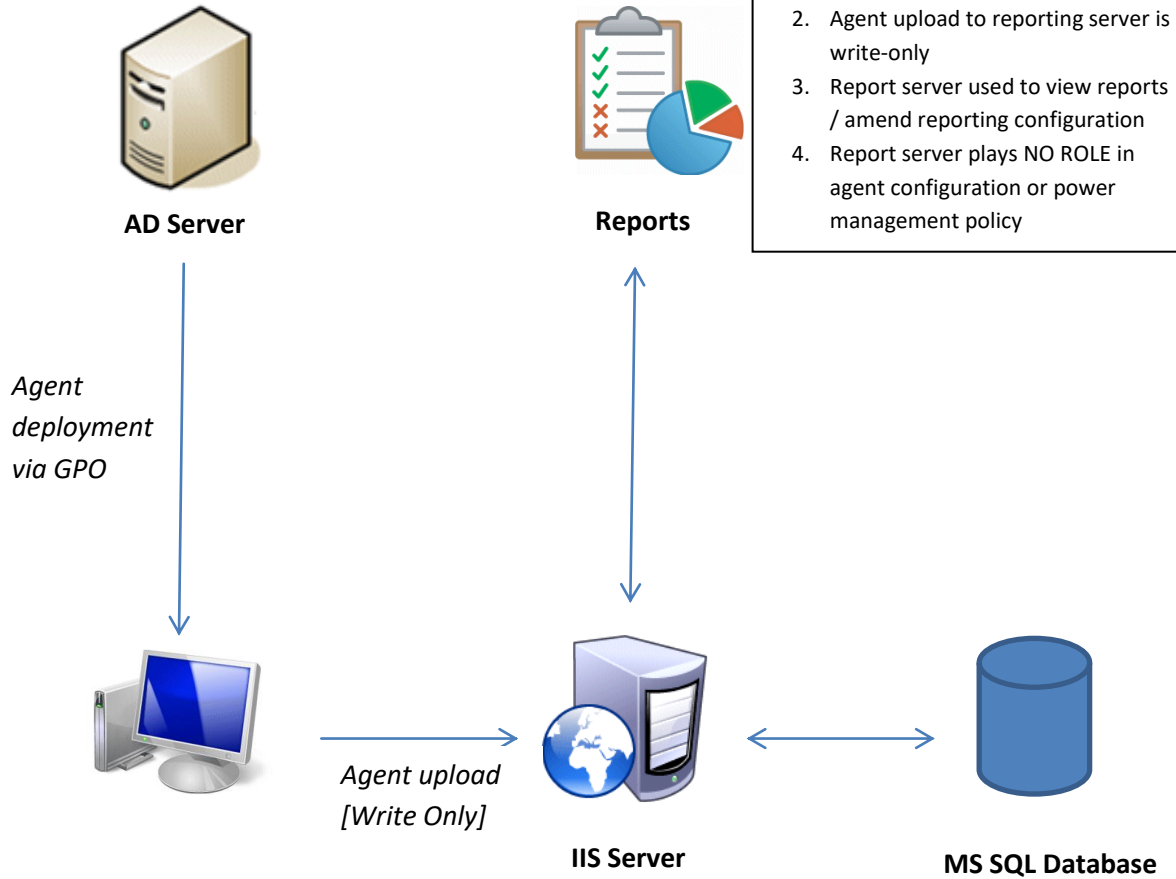 2. Agent upload to reporting server is
write-only
3. Report server used to view reports
/ amend reporting configuration
4. Report server plays NO ROLE in
agent configuration or power
management policy
AD Server
Reports
Agent
deployment
via GPO
Agent upload
[Write Only]
IIS Server
MS SQL Database